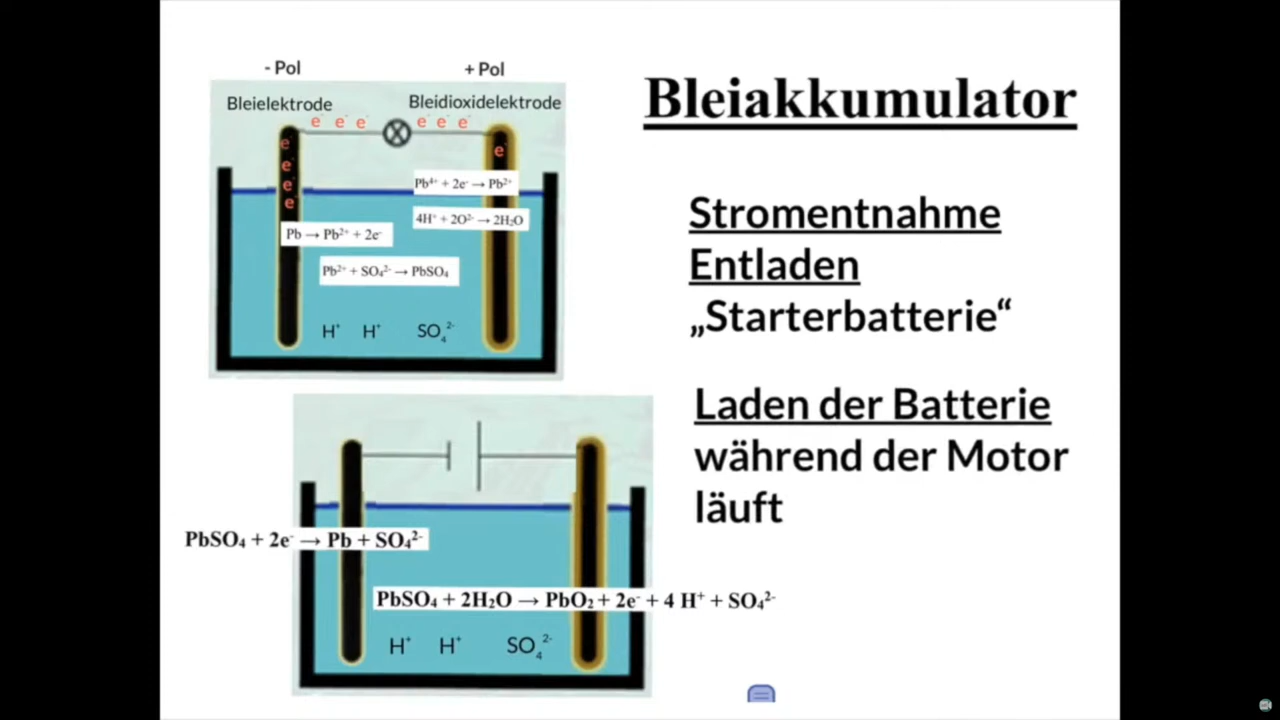 - Pol
+ Pol
Bleielektrode
Bleidioxidelektrode
e⁻ e⁻ e⁻
e⁻ e⁻ e⁻
e⁻
e⁻
e⁻
e⁻
e⁻
Pb⁴⁺ + 2e⁻ → Pb²⁺
4H⁺ + 2O²⁻ → 2H₂O
Pb → Pb²⁺ + 2e⁻
Pb²⁺ + SO₄²⁻ → PbSO₄
H⁺ H⁺ SO₄²⁻
Bleiakkumulator
Stromentnahme
Entladen
„Starterbatterie“
Laden der Batterie
während der Motor
läuft
PbSO₄ + 2e⁻ → Pb + SO₄²⁻
PbSO₄ + 2H₂O → PbO₂ + 2e⁻ + 4 H⁺ + SO₄²⁻
H⁺ H⁺ SO₄²⁻